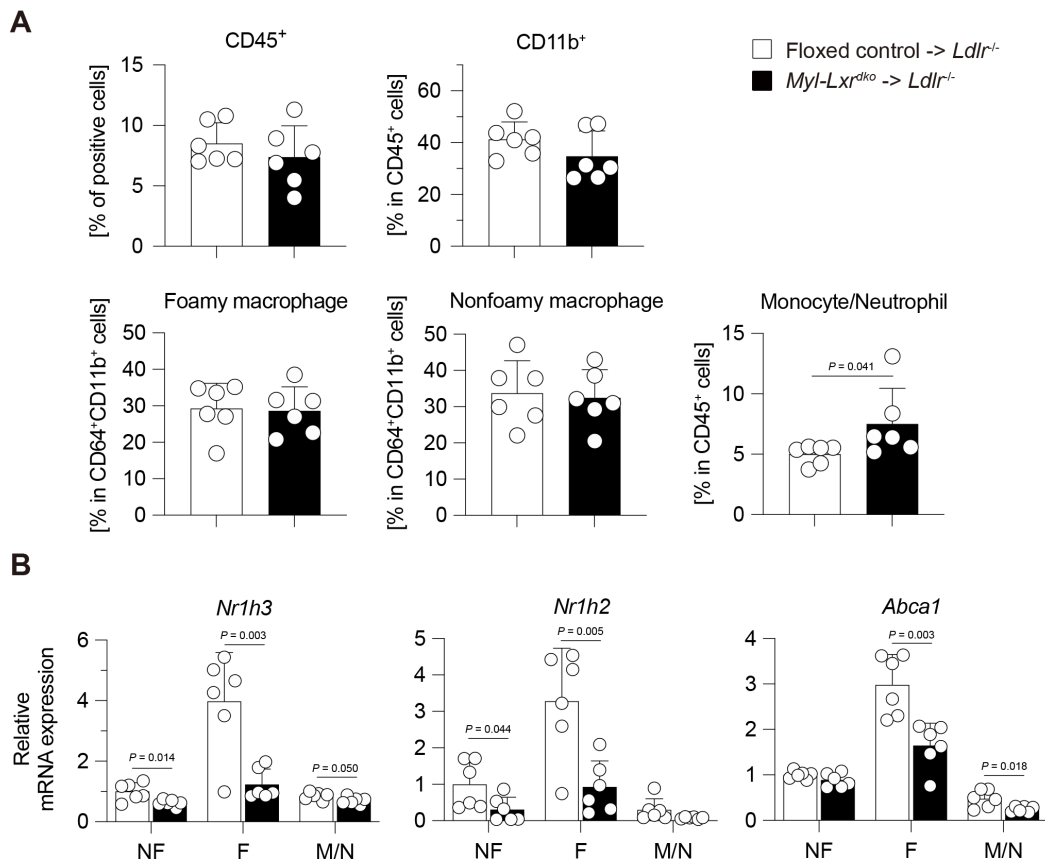 A
CD45⁺
CD11b⁺
Floxed control -> Ldlr⁻/⁻
Myl-Lxrᵈᵏᵒ -> Ldlr⁻/⁻
[% of positive cells]
15
10
5
0
[% in CD45⁺ cells]
60
40
20
0
Foamy macrophage
Nonfoamy macrophage
Monocyte/Neutrophil
[% in CD64⁺CD11b⁺ cells]
50
40
30
20
10
0
[% in CD64⁺CD11b⁺ cells]
50
40
30
20
10
0
[% in CD45⁺ cells]
15
10
5
0
P = 0.041
B
Nr1h3
Nr1h2
Abca1
Relative
mRNA expression
6
4
2
0
P = 0.014
P = 0.003
P = 0.050
NF
F
M/N
5
4
3
2
1
0
P = 0.044
P = 0.005
NF
F
M/N
4
3
2
1
0
P = 0.003
P = 0.018
NF
F
M/N